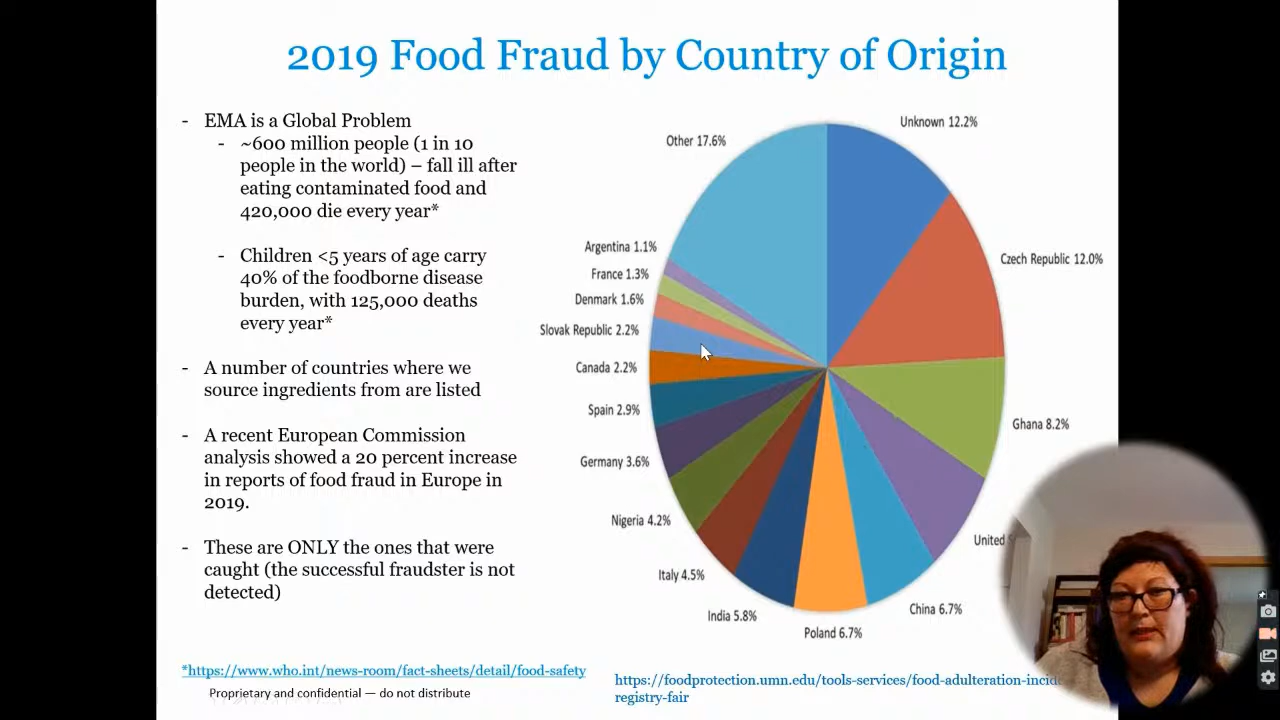 2019 Food Fraud by Country of Origin
- EMA is a Global Problem
- ~600 million people (1 in 10
people in the world) – fall ill after
eating contaminated food and
420,000 die every year*
- Children <5 years of age carry
40% of the foodborne disease
burden, with 125,000 deaths
every year*
- A number of countries where we
source ingredients from are listed
- A recent European Commission
analysis showed a 20 percent increase
in reports of food fraud in Europe in
2019.
- These are ONLY the ones that were
caught (the successful fraudster is not
detected)
Unknown 12.2%
Czech Republic 12.0%
Ghana 8.2%
United
China 6.7%
Poland 6.7%
India 5.8%
Italy 4.5%
Nigeria 4.2%
Germany 3.6%
Spain 2.9%
Canada 2.2%
Slovak Republic 2.2%
Denmark 1.6%
France 1.3%
Argentina 1.1%
Other 17.6%
*https://www.who.int/news-room/fact-sheets/detail/food-safety
Proprietary and confidential — do not distribute
https://foodprotection.umn.edu/tools-services/food-adulteration-incide
registry-fair